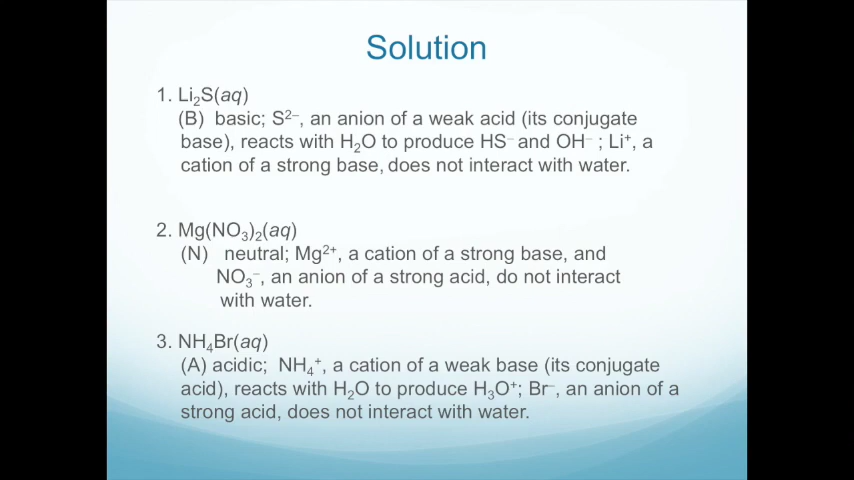 Solution
1. Li₂S(aq)
(B) basic; S²⁻, an anion of a weak acid (its conjugate
base), reacts with H₂O to produce HS⁻ and OH⁻ ; Li⁺, a
cation of a strong base, does not interact with water.
2. Mg(NO₃)₂(aq)
(N) neutral; Mg²⁺, a cation of a strong base, and
NO₃⁻, an anion of a strong acid, do not interact
with water.
3. NH₄Br(aq)
(A) acidic; NH₄⁺, a cation of a weak base (its conjugate
acid), reacts with H₂O to produce H₃O⁺; Br⁻, an anion of a
strong acid, does not interact with water.